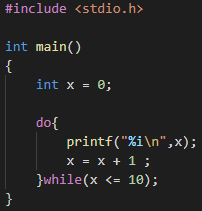 #include <stdio.h>

int main()
{
    int x = 0;

    do{
        printf("%i\n",x);
        x = x + 1 ;
    }while(x <= 10);
}